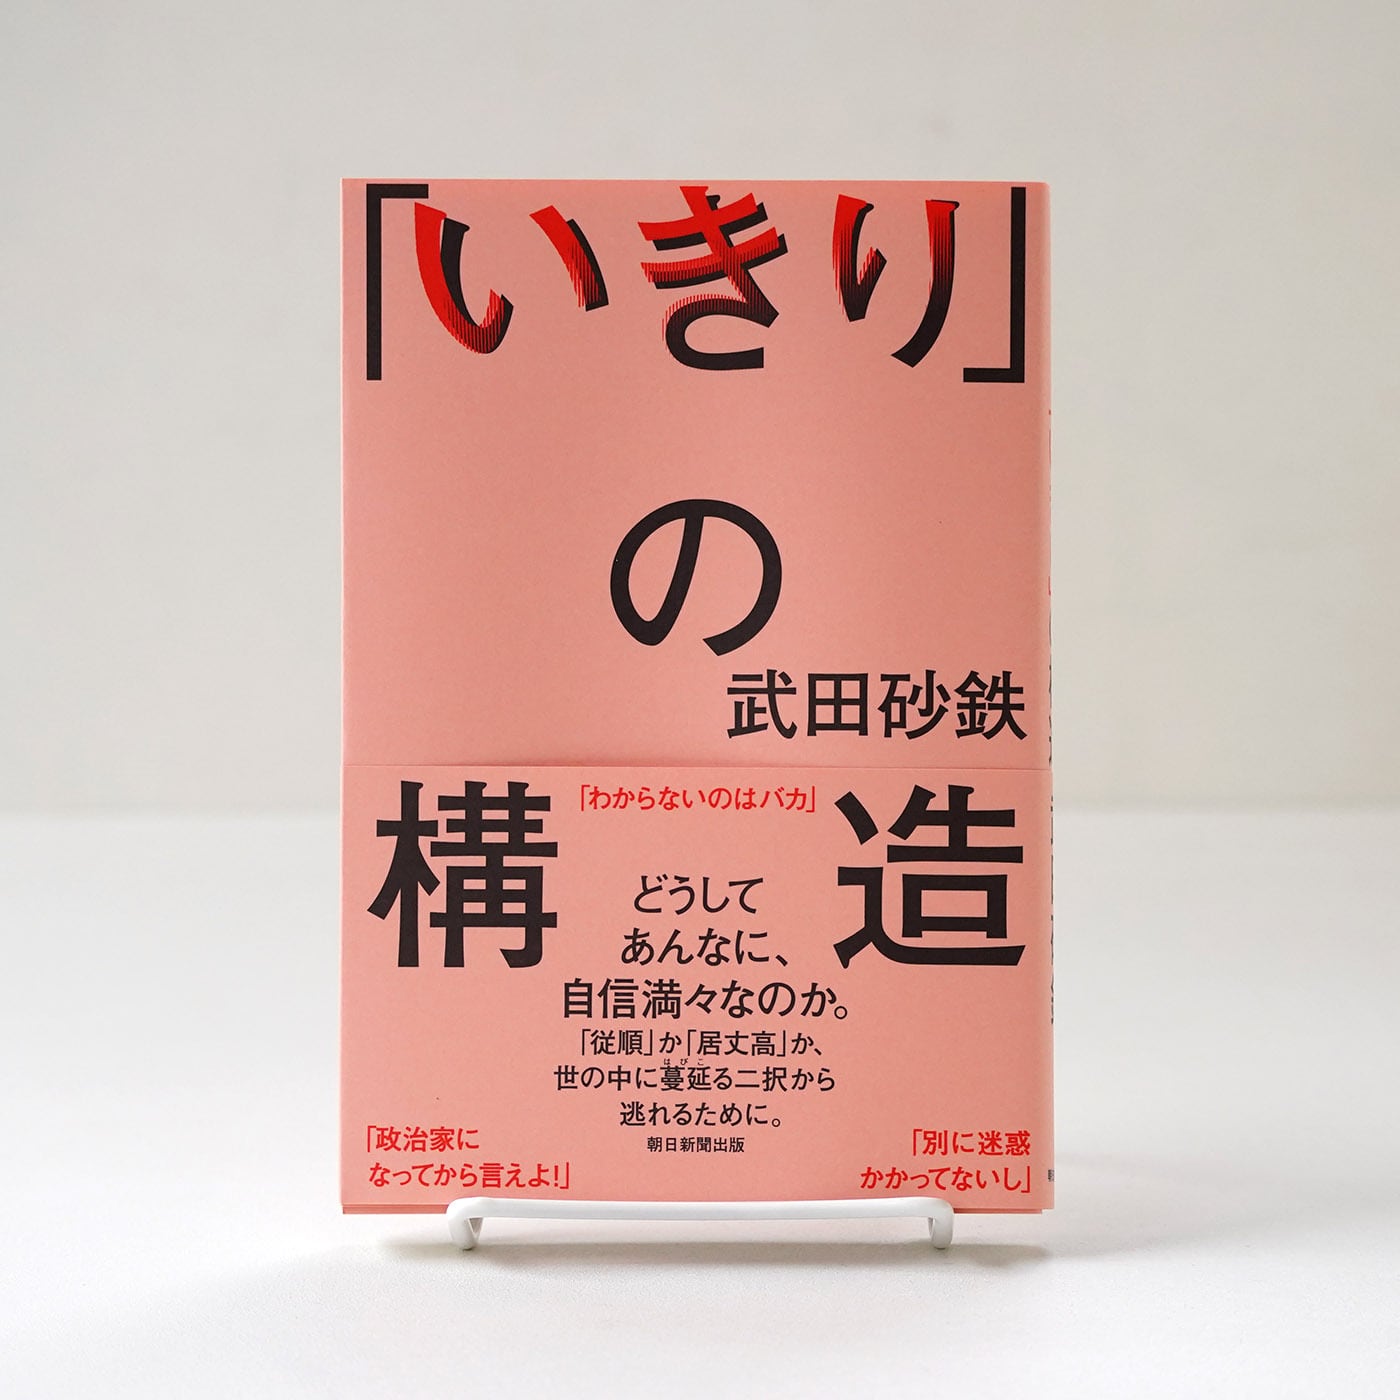 「いきり」
の
武田砂鉄
構造
「わからないのはバカ」
どうして
あんなに、
自信満々なのか。
「従順」か「居丈高」か、
はびこ
世の中に蔓延る二択から
逃れるために。
朝日新聞出版
「政治家に
なってから言えよ!」
「別に迷惑
かかってないし」